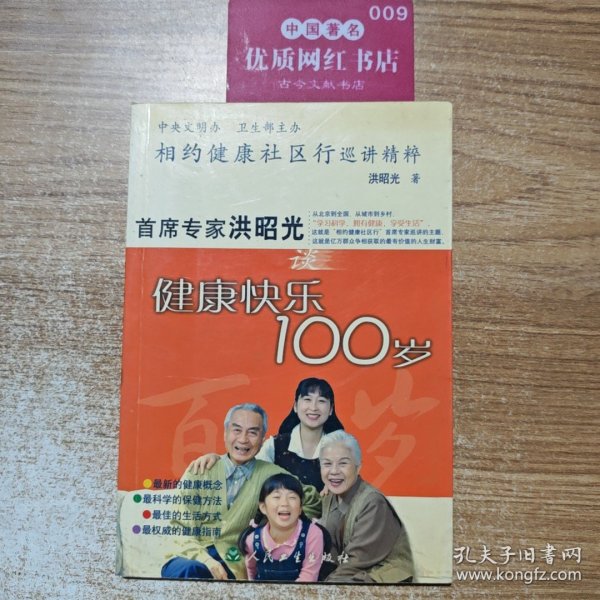 009
中国著名
优质网红书店
古今文献书店
中央文明办 卫生部主办
相约健康社区行巡讲精粹
洪昭光 著
首席专家洪昭光
从北京到全国，从城市到乡村，
“学习科学，拥有健康，享受生活”
这就是“相约健康社区行”首席专家巡讲的主题，
这就是亿万群众争相获取的最有价值的人生财富。
谈
健康快乐
100岁
百岁
最新的健康概念
最科学的保健方法
最佳的生活方式
最权威的健康指南
人民卫生出版社
孔夫子旧书网
www.kongfz.com